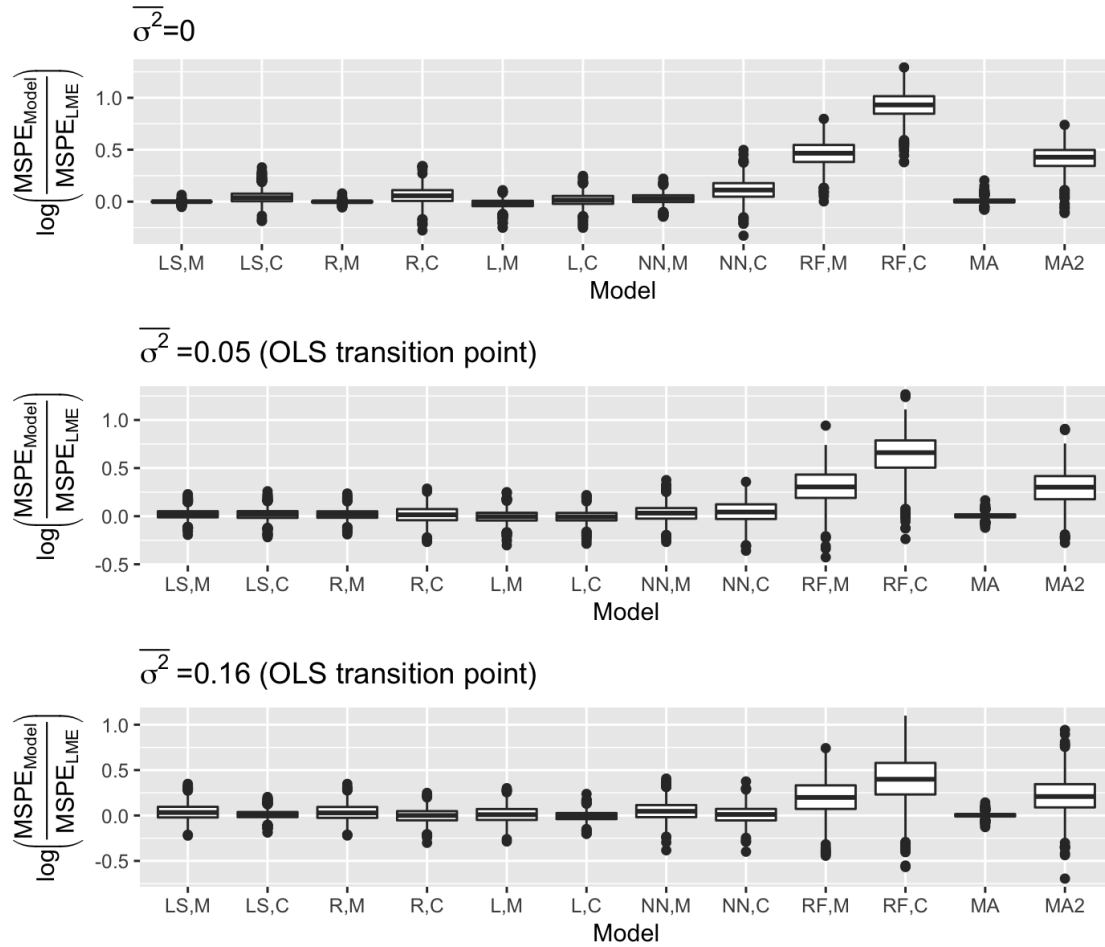 σ²=0
log(MSPE_Model / MSPE_LME)
1.0
0.5
0.0
LS,M LS,C R,M R,C L,M L,C NN,M NN,C RF,M RF,C MA MA2
Model
σ² =0.05 (OLS transition point)
log(MSPE_Model / MSPE_LME)
1.0
0.5
0.0
-0.5
LS,M LS,C R,M R,C L,M L,C NN,M NN,C RF,M RF,C MA MA2
Model
σ² =0.16 (OLS transition point)
log(MSPE_Model / MSPE_LME)
1.0
0.5
0.0
-0.5
LS,M LS,C R,M R,C L,M L,C NN,M NN,C RF,M RF,C MA MA2
Model